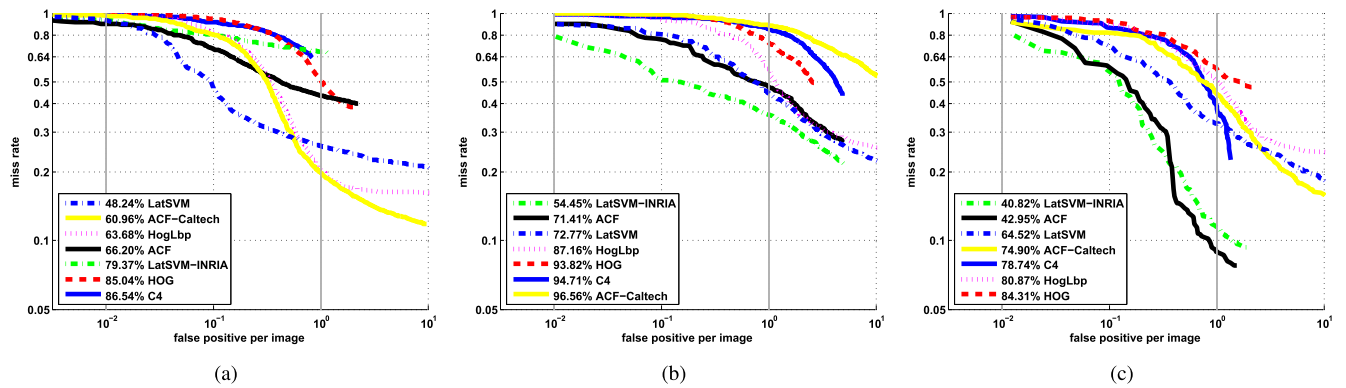 1
0.8
0.64
0.5
0.4
0.3
0.2
0.1
0.05
miss rate
10^-2
10^-1
10^0
10^1
false positive per image
48.24% LatSVM
60.96% ACF-Caltech
63.68% HogLbp
66.20% ACF
79.37% LatSVM-INRIA
85.04% HOG
86.54% C4
(a)
1
0.8
0.64
0.5
0.4
0.3
0.2
0.1
0.05
miss rate
10^-2
10^-1
10^0
10^1
false positive per image
54.45% LatSVM-INRIA
71.41% ACF
72.77% LatSVM
87.16% HogLbp
93.82% HOG
94.71% C4
96.56% ACF-Caltech
(b)
1
0.8
0.64
0.5
0.4
0.3
0.2
0.1
0.05
miss rate
10^-2
10^-1
10^0
10^1
false positive per image
40.82% LatSVM-INRIA
42.95% ACF
64.52% LatSVM
74.90% ACF-Caltech
78.74% C4
80.87% HogLbp
84.31% HOG
(c)